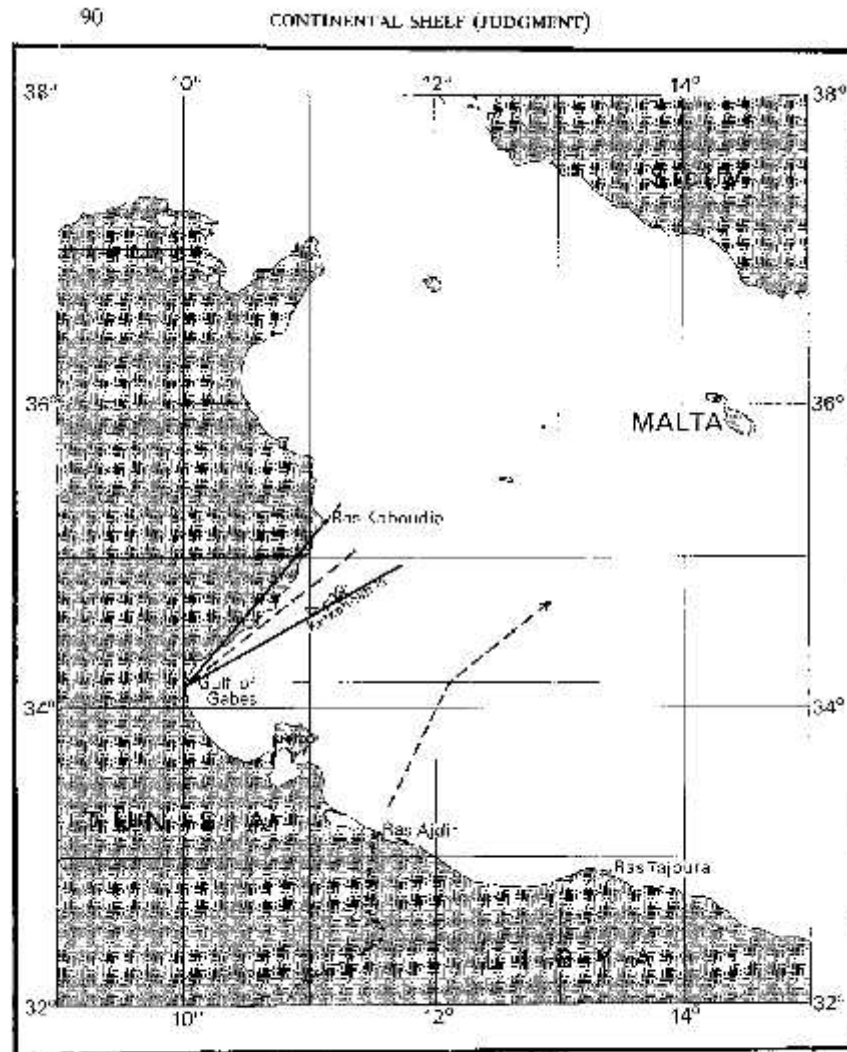 90 CONTINENTAL SHELF (JUDGMENT)
10° 12° 14°
38° 38°
36° 36°
MALTA
Ras Kaboudia
Gulf of
Gabes
34° 34°
TUNISIA
Ras Ajdir
Ras Tajoura
32° 32°
10° 12° 14°